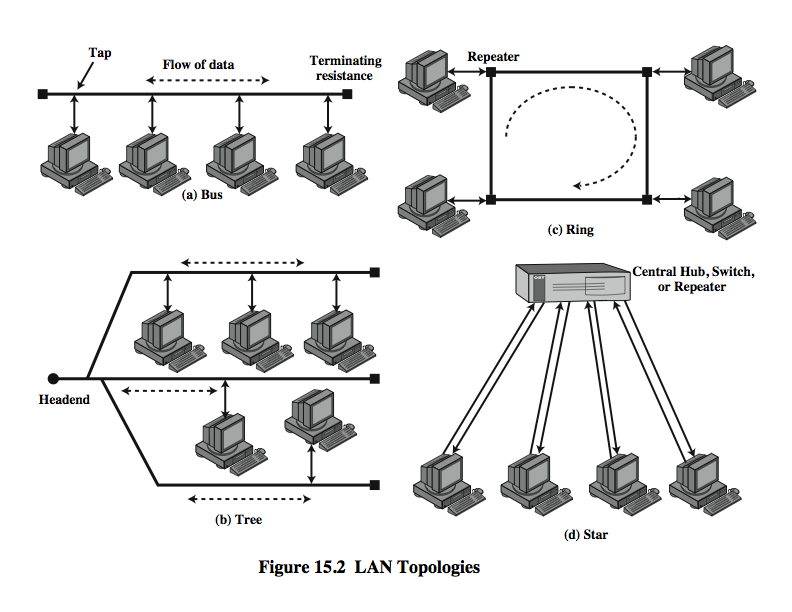 Tap
Flow of data
Terminating
resistance
(a) Bus
Repeater
(c) Ring
Headend
(b) Tree
Central Hub, Switch,
or Repeater
(d) Star
Figure 15.2 LAN Topologies